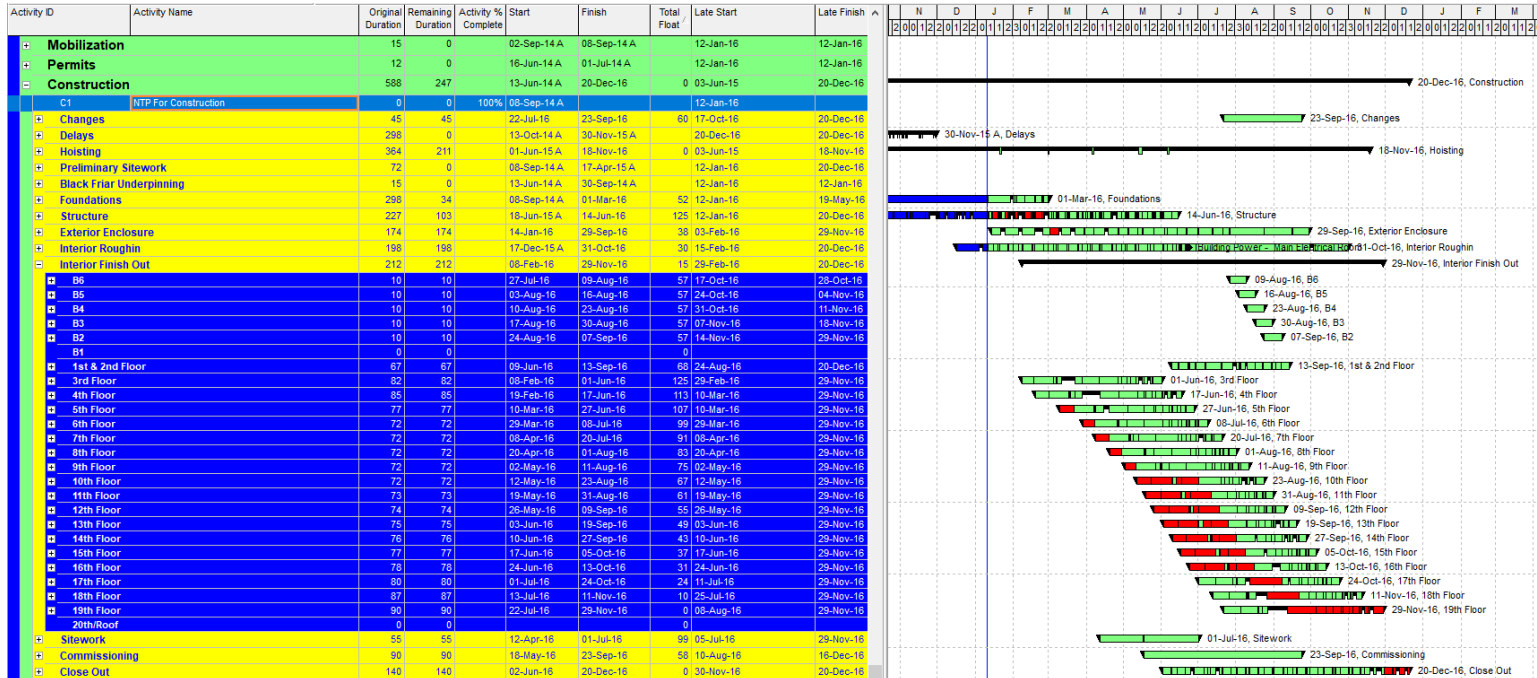 Activity ID Activity Name Original Duration Remaining Duration Activity % Complete Start Finish Total Float Late Start Late Finish N D J F M A M J J A S O N D J F M
Mobilization 15 0 02-Sep-14 A 08-Sep-14 A 12-Jan-16 12-Jan-16
Permits 12 0 16-Jun-14 A 01-Jul-14 A 12-Jan-16 12-Jan-16
Construction 588 247 13-Jun-14 A 20-Dec-16 0 03-Jun-15 20-Dec-16 20-Dec-16, Construction
C1 NTP For Construction 0 0 100% 08-Sep-14 A 12-Jan-16
Changes 45 45 22-Jul-16 23-Sep-16 60 17-Oct-16 20-Dec-16 23-Sep-16, Changes
Delays 298 0 13-Oct-14 A 30-Nov-15 A 20-Dec-16 20-Dec-16 30-Nov-15 A, Delays
Hoisting 364 211 01-Jun-15 A 18-Nov-16 0 03-Jun-15 18-Nov-16 18-Nov-16, Hoisting
Preliminary Sitework 72 0 08-Sep-14 A 17-Apr-15 A 12-Jan-16 20-Dec-16
Black Friar Underpinning 15 0 13-Jun-14 A 30-Sep-14 A 12-Jan-16 12-Jan-16
Foundations 298 34 08-Sep-14 A 01-Mar-16 52 12-Jan-16 19-May-16 01-Mar-16, Foundations
Structure 227 103 18-Jun-15 A 14-Jun-16 125 12-Jan-16 20-Dec-16 14-Jun-16, Structure
Exterior Enclosure 174 174 14-Jan-16 29-Sep-16 38 03-Feb-16 29-Nov-16 29-Sep-16, Exterior Enclosure
Interior Roughin 198 198 17-Dec-15 A 31-Oct-16 30 15-Feb-16 20-Dec-16 Building Power - Main Electrical Room 31-Oct-16, Interior Roughin
Interior Finish Out 212 212 08-Feb-16 29-Nov-16 15 29-Feb-16 20-Dec-16 29-Nov-16, Interior Finish Out
B6 10 10 27-Jul-16 09-Aug-16 57 17-Oct-16 28-Oct-16 09-Aug-16, B6
B5 10 10 03-Aug-16 16-Aug-16 57 24-Oct-16 04-Nov-16 16-Aug-16, B5
B4 10 10 10-Aug-16 23-Aug-16 57 31-Oct-16 11-Nov-16 23-Aug-16, B4
B3 10 10 17-Aug-16 30-Aug-16 57 07-Nov-16 18-Nov-16 30-Aug-16, B3
B2 10 10 24-Aug-16 07-Sep-16 57 14-Nov-16 29-Nov-16 07-Sep-16, B2
B1 0 0 0
1st & 2nd Floor 67 67 09-Jun-16 13-Sep-16 68 24-Aug-16 20-Dec-16 13-Sep-16, 1st & 2nd Floor
3rd Floor 82 82 08-Feb-16 01-Jun-16 125 29-Feb-16 29-Nov-16 01-Jun-16, 3rd Floor
4th Floor 85 85 19-Feb-16 17-Jun-16 113 10-Mar-16 29-Nov-16 17-Jun-16, 4th Floor
5th Floor 77 77 10-Mar-16 27-Jun-16 107 10-Mar-16 29-Nov-16 27-Jun-16, 5th Floor
6th Floor 72 72 29-Mar-16 08-Jul-16 99 29-Mar-16 29-Nov-16 08-Jul-16, 6th Floor
7th Floor 72 72 08-Apr-16 20-Jul-16 91 08-Apr-16 29-Nov-16 20-Jul-16, 7th Floor
8th Floor 72 72 20-Apr-16 01-Aug-16 83 20-Apr-16 29-Nov-16 01-Aug-16, 8th Floor
9th Floor 72 72 02-May-16 11-Aug-16 75 02-May-16 29-Nov-16 11-Aug-16, 9th Floor
10th Floor 72 72 12-May-16 23-Aug-16 67 12-May-16 29-Nov-16 23-Aug-16, 10th Floor
11th Floor 73 73 19-May-16 31-Aug-16 61 19-May-16 29-Nov-16 31-Aug-16, 11th Floor
12th Floor 74 74 26-May-16 09-Sep-16 55 26-May-16 29-Nov-16 09-Sep-16, 12th Floor
13th Floor 75 75 03-Jun-16 19-Sep-16 49 03-Jun-16 29-Nov-16 19-Sep-16, 13th Floor
14th Floor 76 76 10-Jun-16 27-Sep-16 43 10-Jun-16 29-Nov-16 27-Sep-16, 14th Floor
15th Floor 77 77 17-Jun-16 05-Oct-16 37 17-Jun-16 29-Nov-16 05-Oct-16, 15th Floor
16th Floor 78 78 24-Jun-16 13-Oct-16 31 24-Jun-16 29-Nov-16 13-Oct-16, 16th Floor
17th Floor 80 80 01-Jul-16 24-Oct-16 24 11-Jul-16 29-Nov-16 24-Oct-16, 17th Floor
18th Floor 87 87 13-Jul-16 11-Nov-16 10 25-Jul-16 29-Nov-16 11-Nov-16, 18th Floor
19th Floor 90 90 22-Jul-16 29-Nov-16 0 08-Aug-16 29-Nov-16 29-Nov-16, 19th Floor
20th/Roof 0 0 0
Sitework 55 55 12-Apr-16 01-Jul-16 99 05-Jul-16 29-Nov-16 01-Jul-16, Sitework
Commissioning 90 90 18-May-16 23-Sep-16 58 10-Aug-16 16-Dec-16 23-Sep-16, Commissioning
Close Out 140 140 02-Jun-16 20-Dec-16 0 30-Nov-16 20-Dec-16 20-Dec-16, Close Out